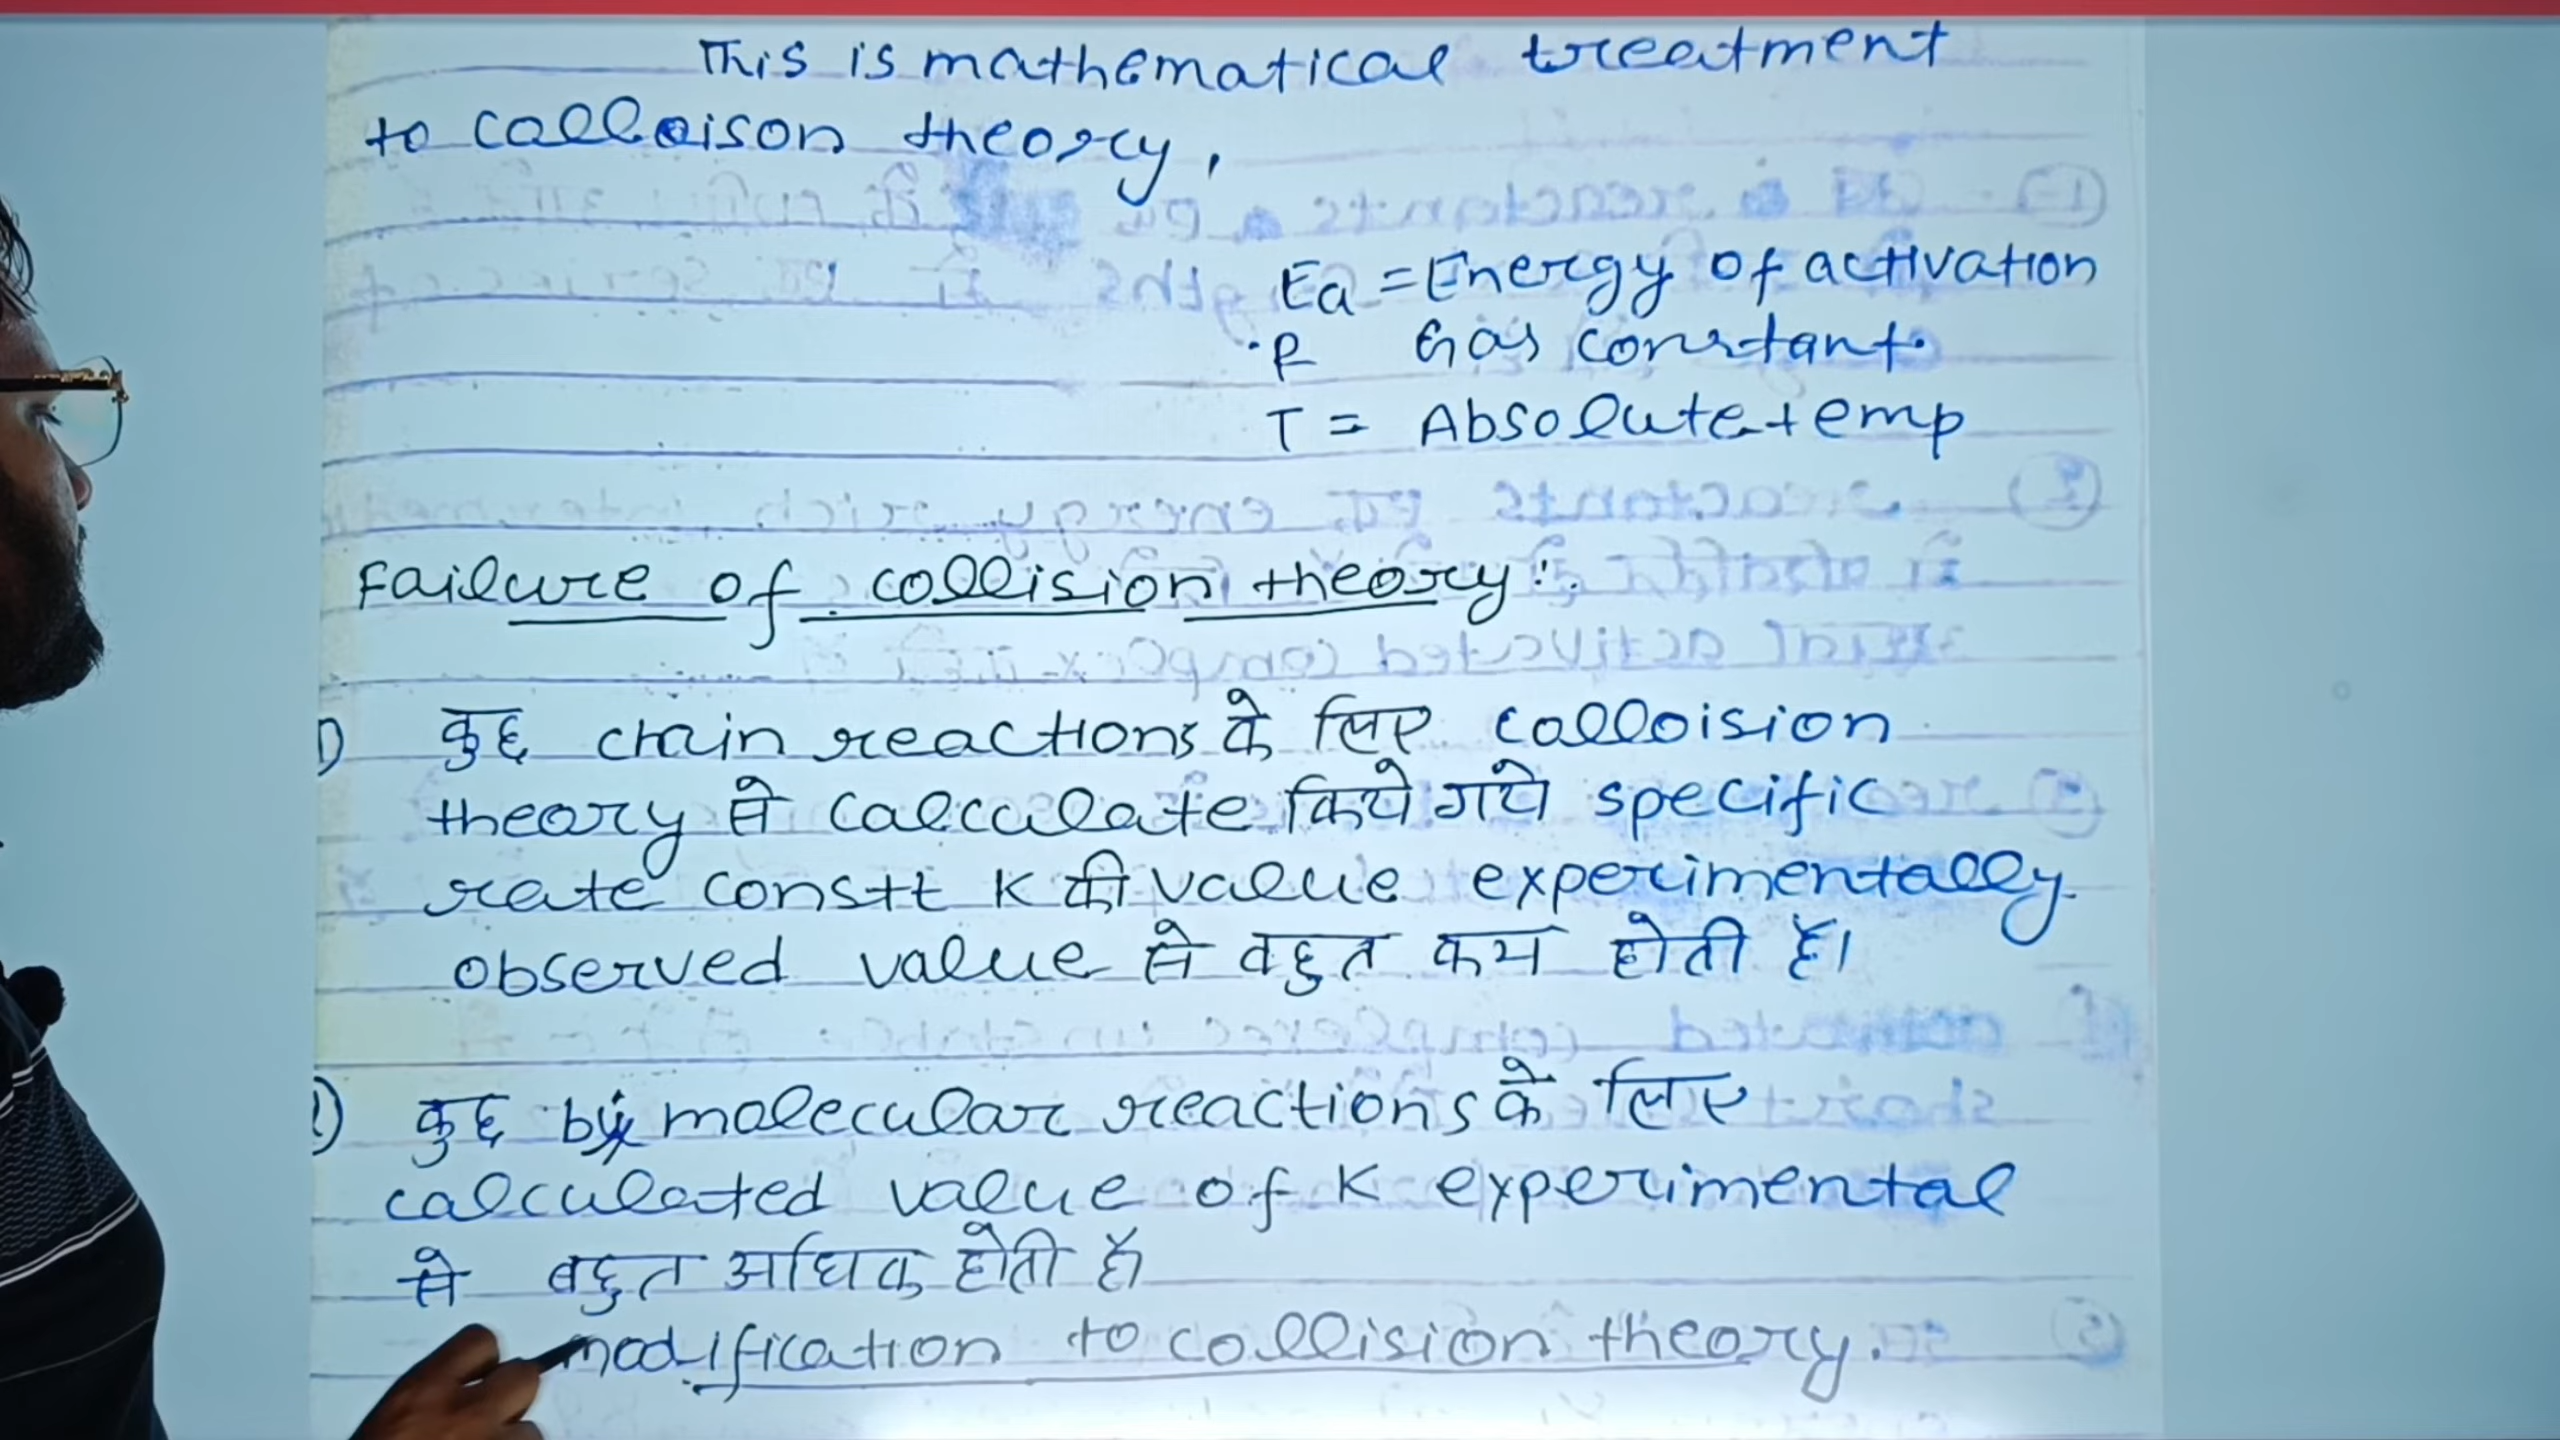 This is mathematical treatment
to calloison theory,
Ea = Energy of activation
R Gas constant.
T = Absolute temp
Failure of collision theory :.
1) कुछ chain reactions के लिए calloision
theory से calculate किये गये specific
rate constt K की value experimentally
observed value से बहुत कम होती हैं।
2) कुछ bi molecular reactions के लिए
calculated value of K experimental
से बहुत अधिक होती हैं
modification to collision theory.